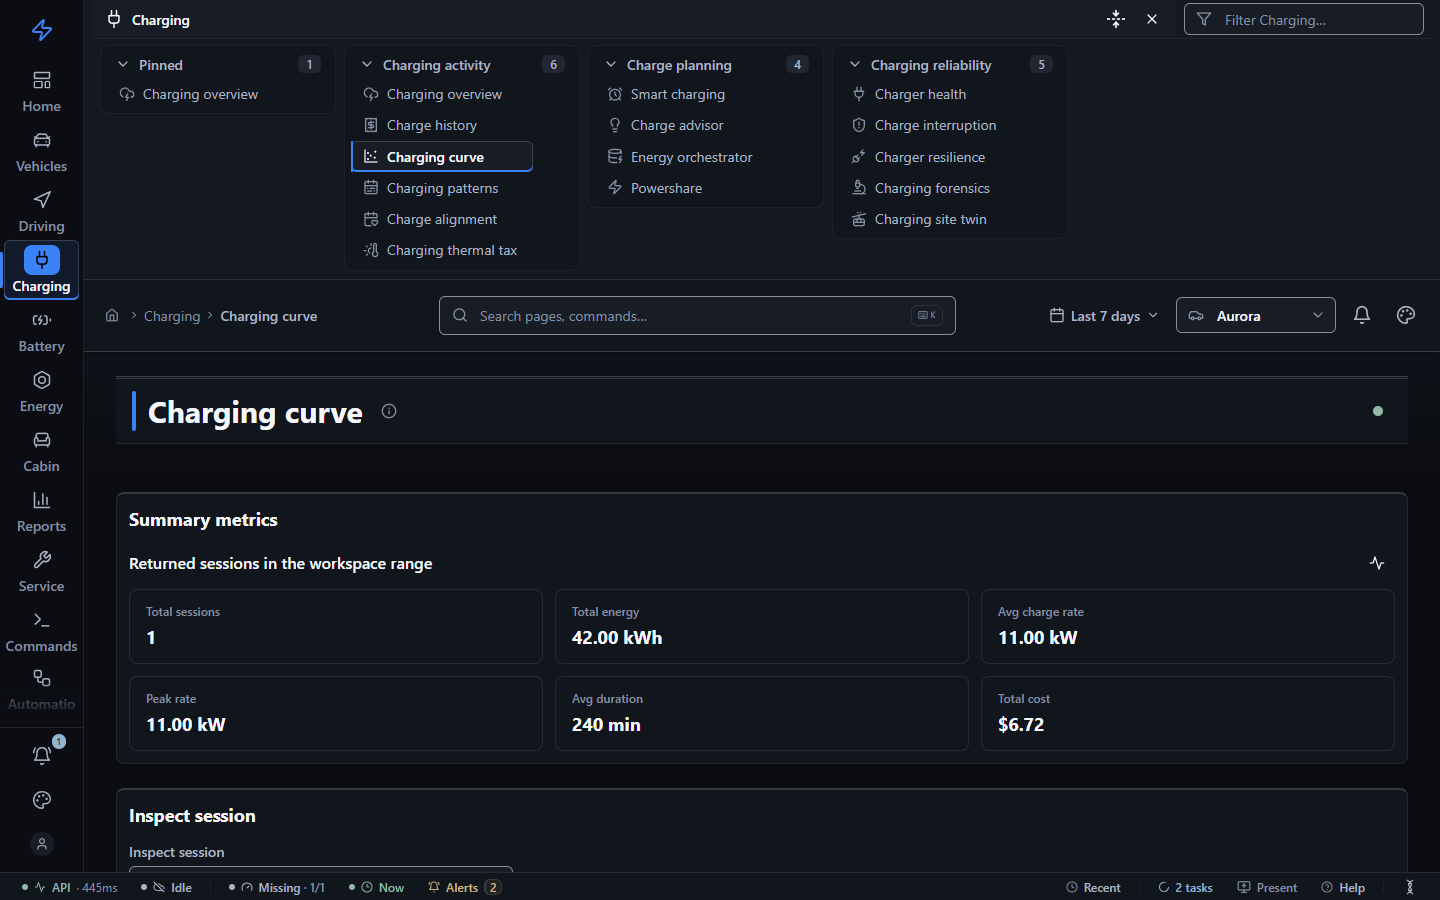 Charging
Filter Charging...
Pinned 1
Charging overview
Charging activity 6
Charging overview
Charge history
Charging curve
Charging patterns
Charge alignment
Charging thermal tax
Charge planning 4
Smart charging
Charge advisor
Energy orchestrator
Powershare
Charging reliability 5
Charger health
Charge interruption
Charger resilience
Charging forensics
Charging site twin
Home
Vehicles
Driving
Charging
Battery
Energy
Cabin
Reports
Service
Commands
Automatio
1
Charging Charging curve
Search pages, commands...
K
Last 7 days
Aurora
Charging curve
Summary metrics
Returned sessions in the workspace range
Total sessions
1
Total energy
42.00 kWh
Avg charge rate
11.00 kW
Peak rate
11.00 kW
Avg duration
240 min
Total cost
$6.72
Inspect session
Inspect session
API · 445ms
Idle
Missing · 1/1
Now
Alerts 2
Recent
2 tasks
Present
Help